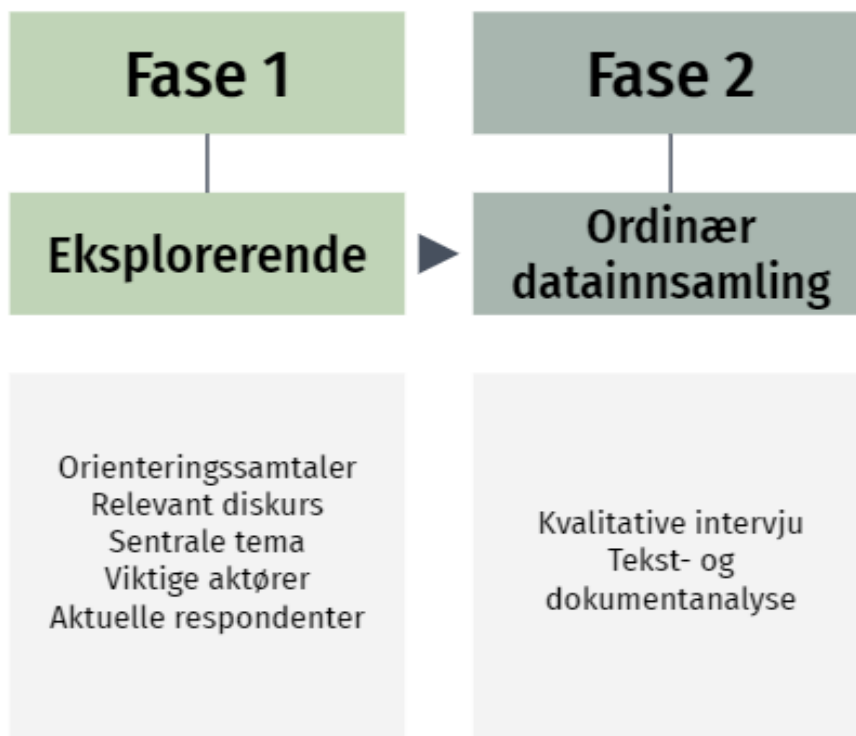 Fase 1
Eksplorerende
Orienteringssamtaler
Relevant diskurs
Sentrale tema
Viktige aktører
Aktuelle respondenter
Fase 2
Ordinær
datainnsamling
Kvalitative intervju
Tekst- og
dokumentanalyse